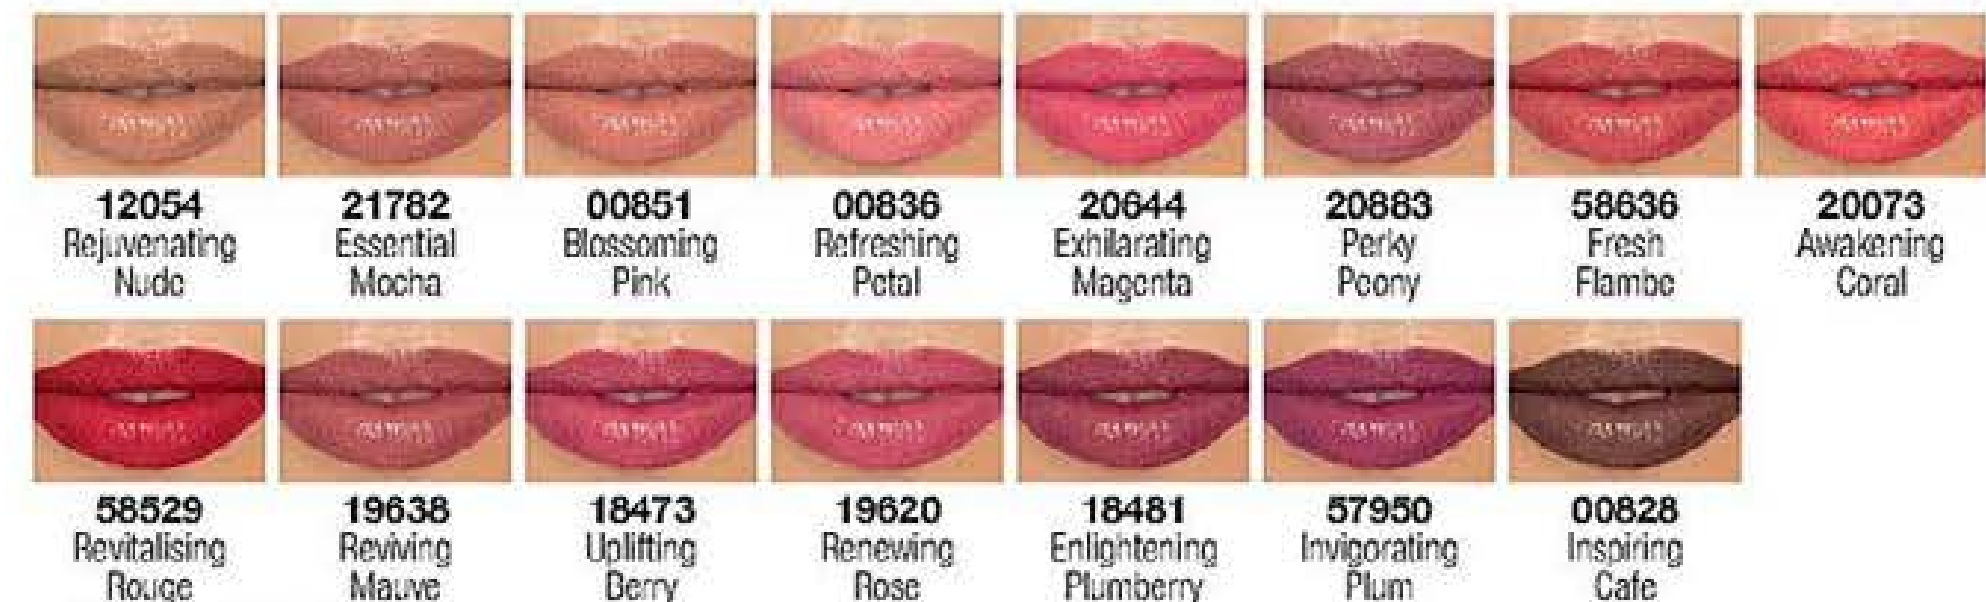 12054
Rejuvenating
Nude
21782
Essential
Mocha
00851
Blossoming
Pink
00836
Refreshing
Petal
20644
Exhilarating
Magenta
20883
Perky
Peony
58636
Fresh
Flambe
20073
Awakening
Coral
58529
Revitalising
Rouge
19638
Reviving
Mauve
18473
Uplifting
Berry
19620
Renewing
Rose
18481
Enlightening
Plumberry
57950
Invigorating
Plum
00828
Inspiring
Cafe